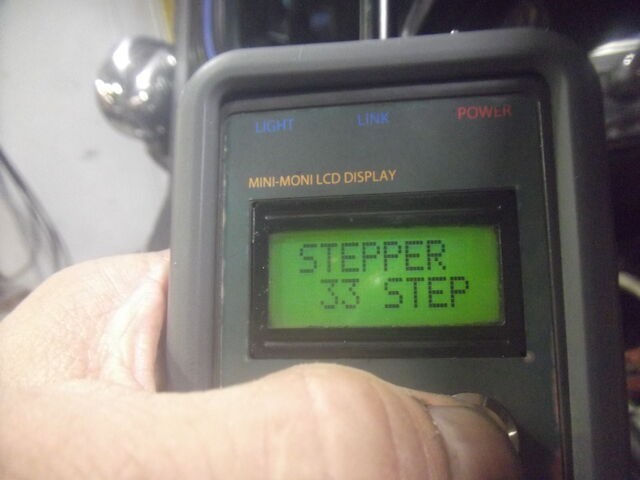 LIGHT LINK POWER
MINI-MONI LCD DISPLAY
STEPPER
33 STEP